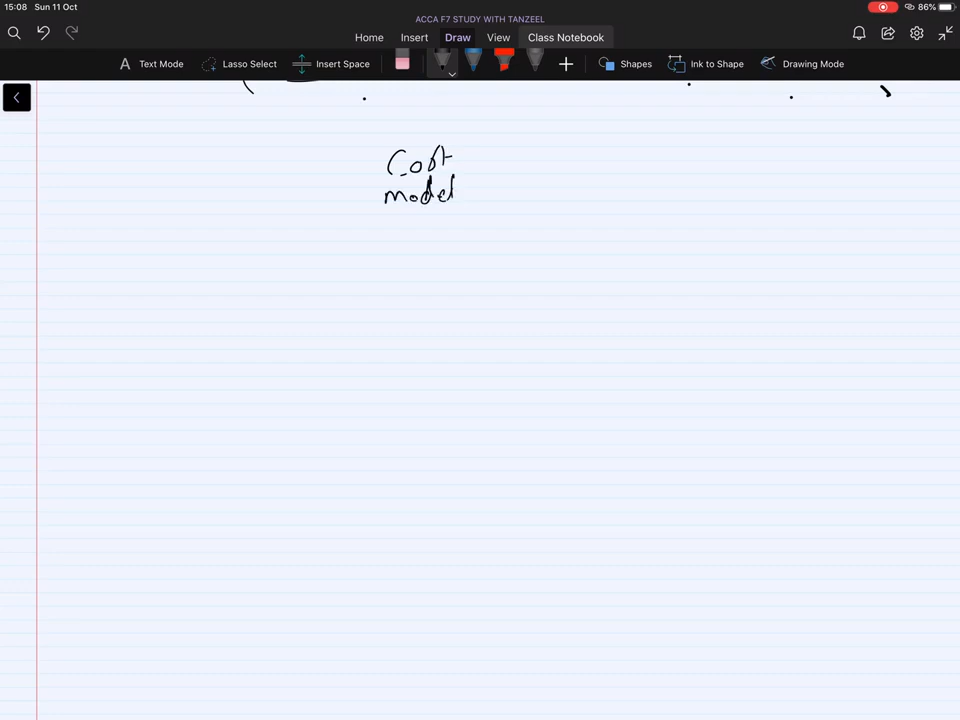 15:08 Sun 11 Oct
86%
ACCA F7 STUDY WITH TANZEEL
Home Insert Draw View Class Notebook
Text Mode Lasso Select Insert Space Shapes Ink to Shape Drawing Mode
Cost
model